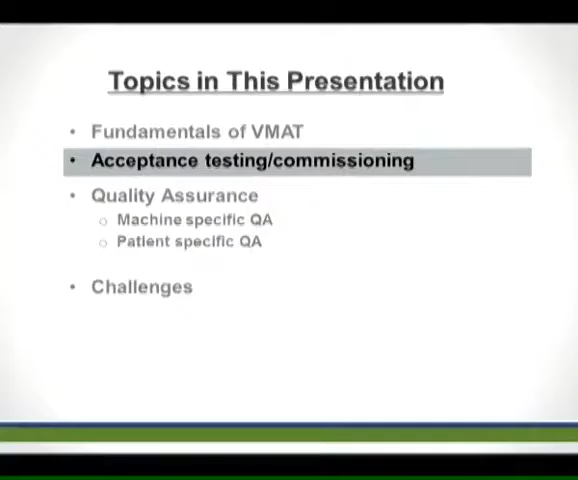 Topics in This Presentation
• Fundamentals of VMAT
• Acceptance testing/commissioning
• Quality Assurance
○ Machine specific QA
○ Patient specific QA
• Challenges